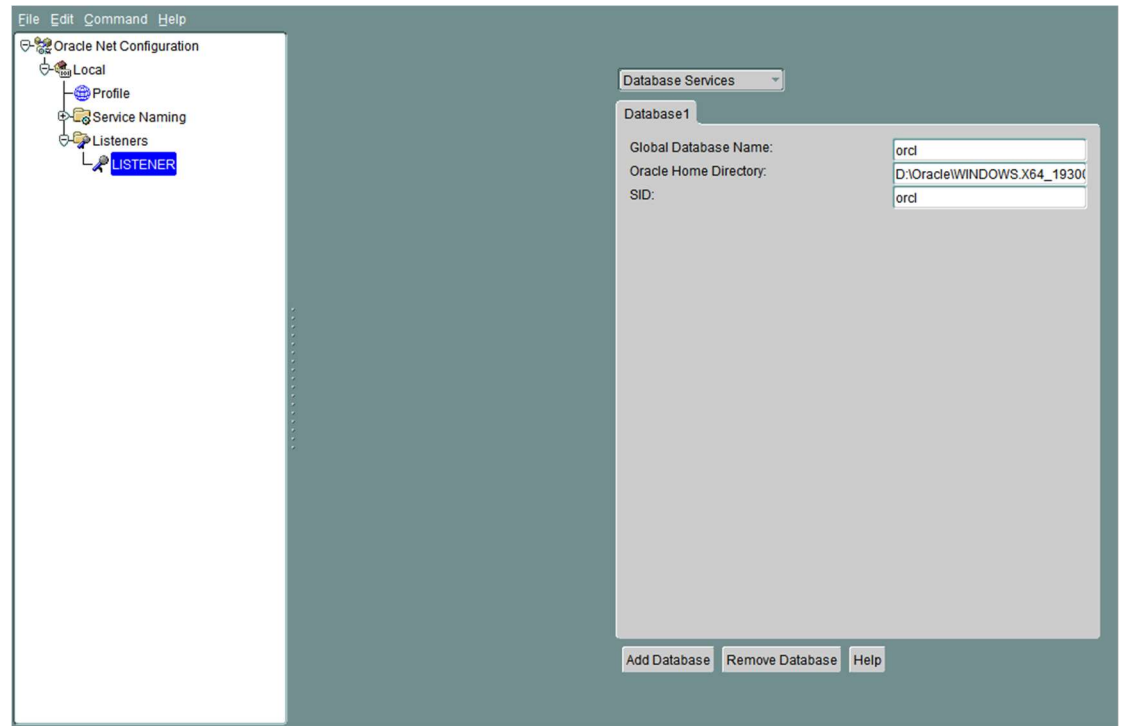 File Edit Command Help
Oracle Net Configuration
Local
Profile
Service Naming
Listeners
LISTENER
Database Services
Database1
Global Database Name: orcl
Oracle Home Directory: D:\Oracle\WINDOWS.X64_1930(
SID: orcl
Add Database Remove Database Help